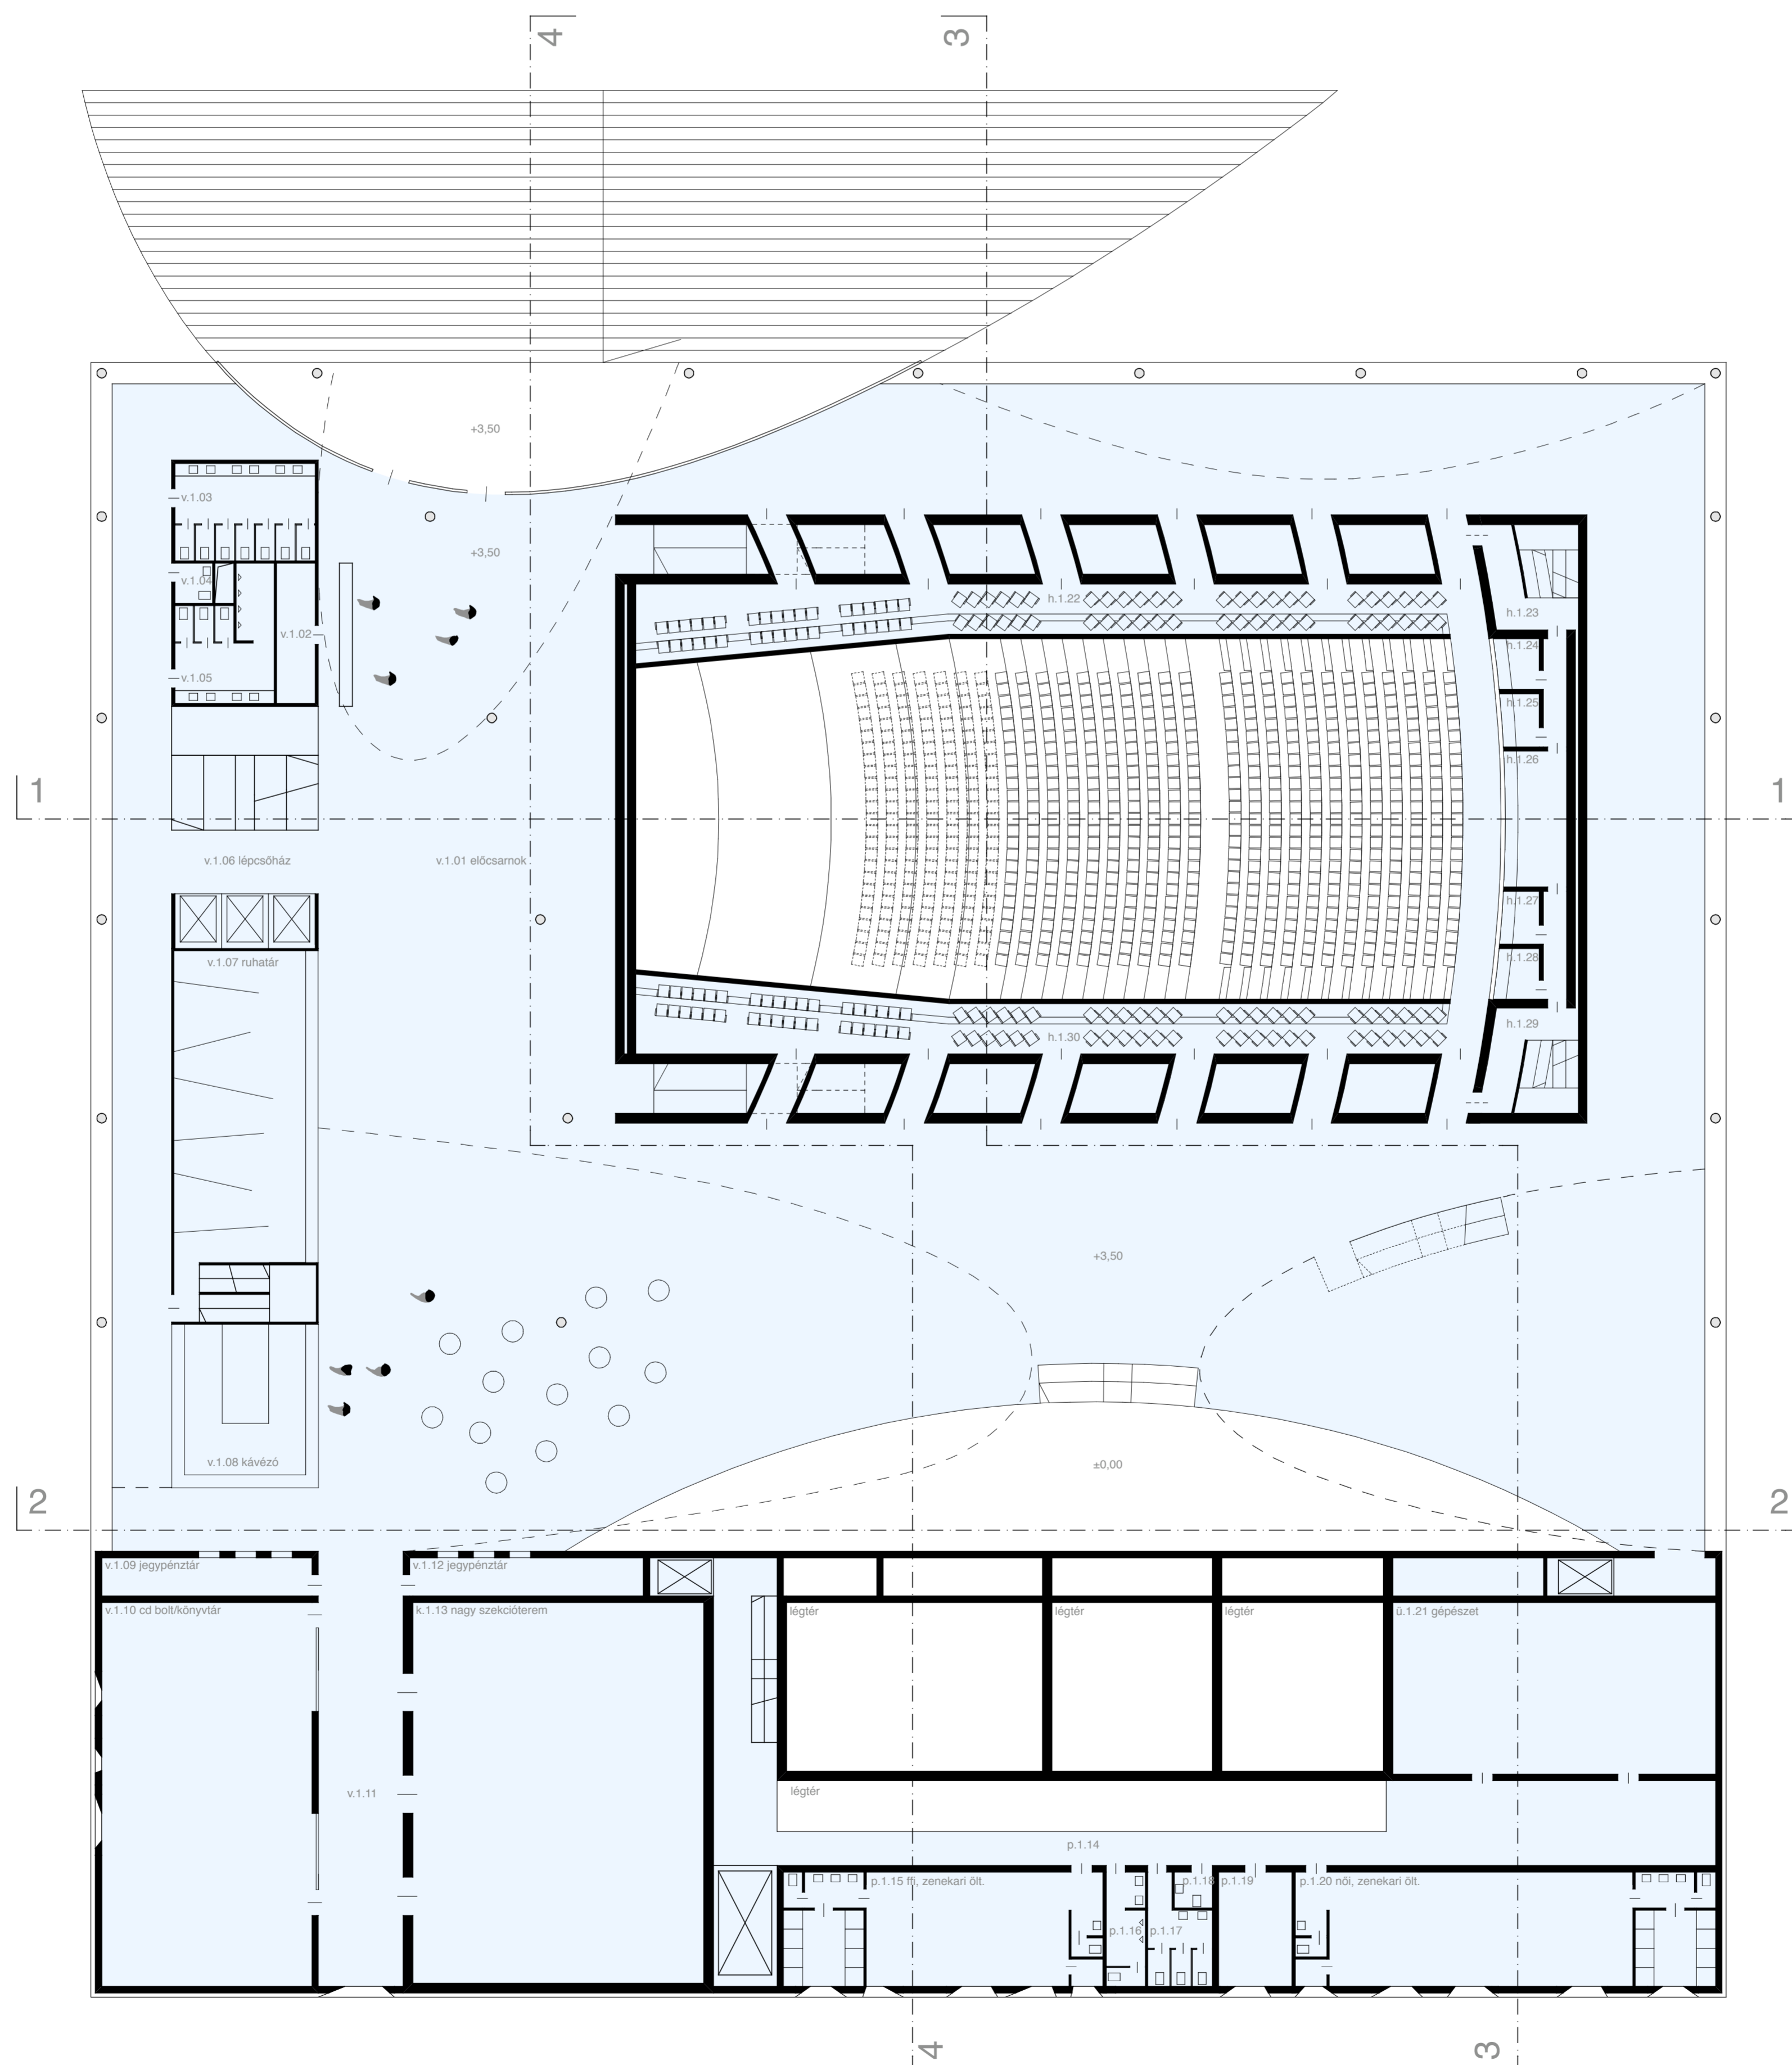 4
3
+3,50
v.1.03
+3,50
v.1.04
h.1.22
h.1.23
v.1.02
h.1.24
v.1.05
h.1.25
h.1.26
1
1
v.1.06 lépcsőház
v.1.01 előcsarnok
h.1.27
v.1.07 ruhatár
h.1.28
h.1.29
h.1.30
+3,50
v.1.08 kávézó
±0,00
2
2
v.1.09 jegypénztár
v.1.12 jegypénztár
v.1.10 cd bolt/könyvtár
k.1.13 nagy szekcióterem
légtér
légtér
légtér
ü.1.21 gépészet
v.1.11
légtér
p.1.14
p.1.15 ffi, zenekari ölt.
p.1.18
p.1.19
p.1.20 női, zenekari ölt.
p.1.16
p.1.17
4
3